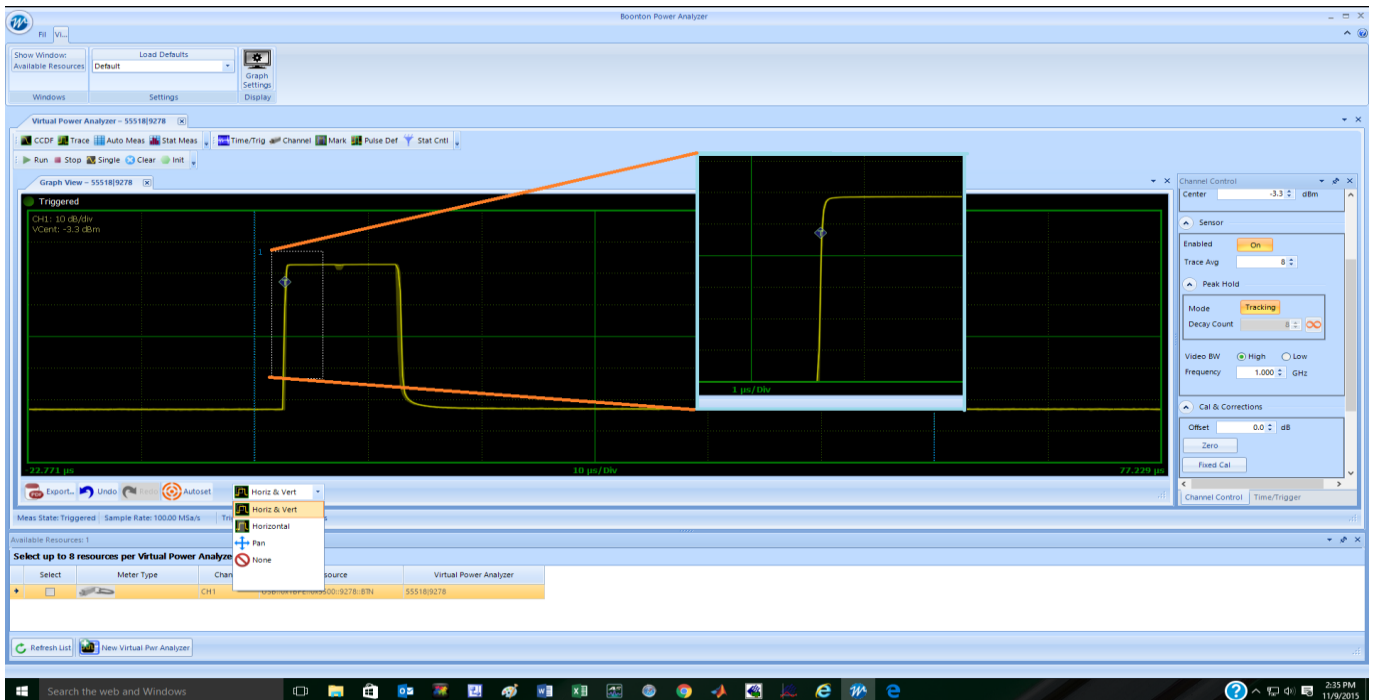 Boonton Power Analyzer
Fil Vi...
Show Window:
Available Resources
Windows
Load Defaults
Default
Settings
Graph
Settings
Display
Virtual Power Analyzer – 55518|9278
CCDF Trace Auto Meas Stat Meas Time/Trig Channel Mark Pulse Def Stat Cntl
Run Stop Single Clear Init
Graph View – 55518|9278
Triggered
CH1: 10 dB/div
VCent: -3.3 dBm
1
1 µs/Div
-22.771 µs 10 µs/Div 77.229 µs
Channel Control
Center -3.3 dBm
Sensor
Enabled On
Trace Avg 8
Peak Hold
Mode Tracking
Decay Count 8
Video BW High Low
Frequency 1.000 GHz
Cal & Corrections
Offset 0.0 dB
Zero
Fixed Cal
Channel Control Time/Trigger
Export... Undo Autoset Horiz & Vert
Horiz & Vert
Horizontal
Pan
None
Meas State: Triggered Sample Rate: 100.00 MSa/s
Available Resources: 1
Select up to 8 resources per Virtual Power Analyze
Select Meter Type Chan source Virtual Power Analyzer
CH1 55518|9278
Refresh List New Virtual Pwr Analyzer
Search the web and Windows
2:35 PM
11/9/2015